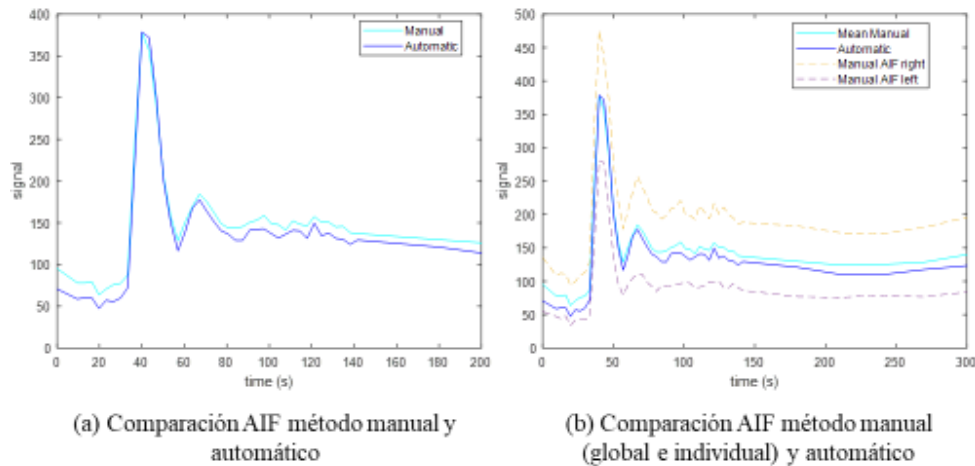 400
350
300
250
200
150
100
50
0
signal
0 20 40 60 80 100 120 140 160 180 200
time (s)
Manual
Automatic
(a) Comparación AIF método manual y
automático
500
450
400
350
300
250
200
150
100
50
0
signal
0 50 100 150 200 250 300
time (s)
Mean Manual
Automatic
Manual AIF right
Manual AIF left
(b) Comparación AIF método manual
(global e individual) y automático